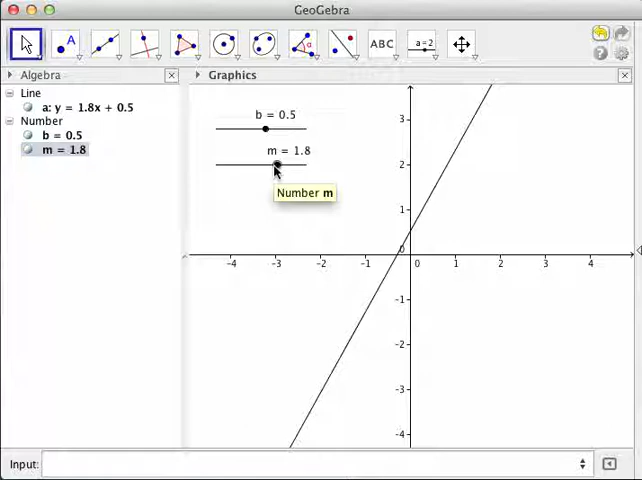 GeoGebra
A
α
ABC
a=2
Algebra
Graphics
Line
a: y = 1.8x + 0.5
Number
b = 0.5
m = 1.8
b = 0.5
m = 1.8
Number m
3
2
1
0
-4 -3 -2 -1 0 1 2 3 4
-1
-2
-3
-4
Input: